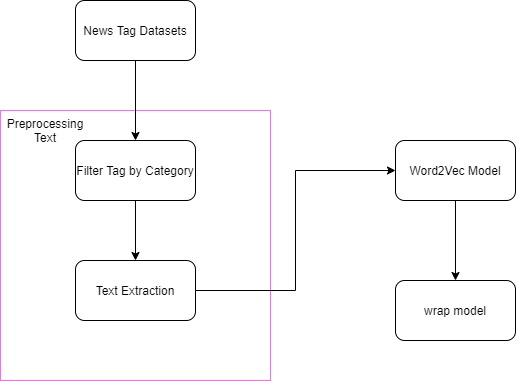 News Tag Datasets
Preprocessing
Text
Filter Tag by Category
Word2Vec Model
Text Extraction
wrap model